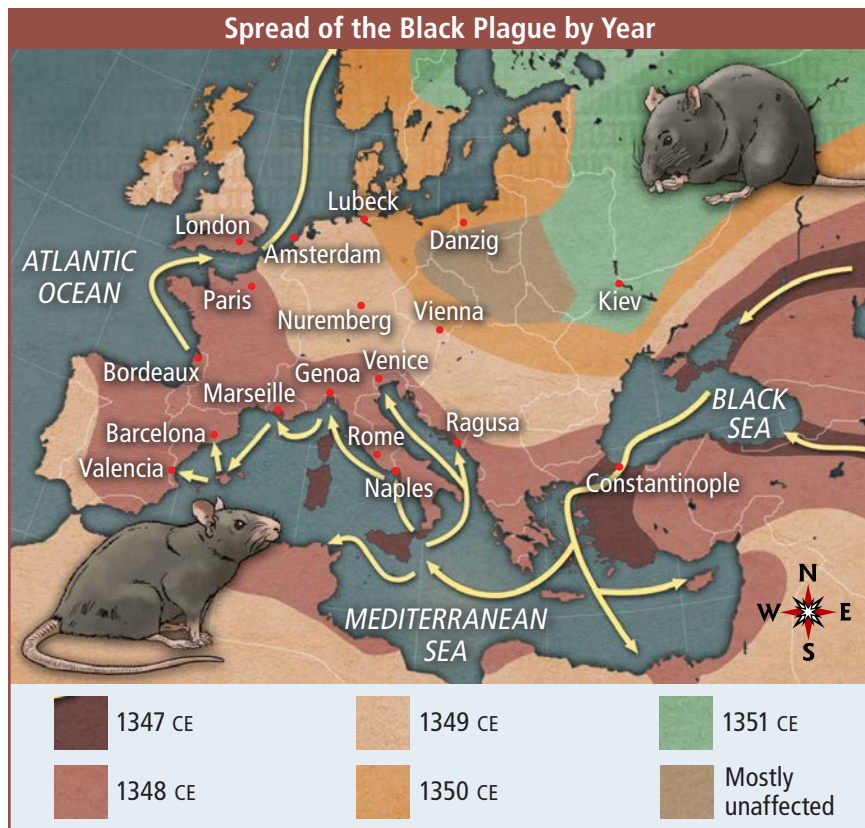 Spread of the Black Plague by Year
Lubeck
London
Amsterdam
Danzig
ATLANTIC
OCEAN
Paris
Nuremberg
Vienna
Kiev
Bordeaux
Genoa
Venice
Marseille
BLACK
SEA
Barcelona
Rome
Ragusa
Valencia
Naples
Constantinople
MEDITERRANEAN
SEA
N
W
E
S
1347 CE
1349 CE
1351 CE
1348 CE
1350 CE
Mostly
unaffected